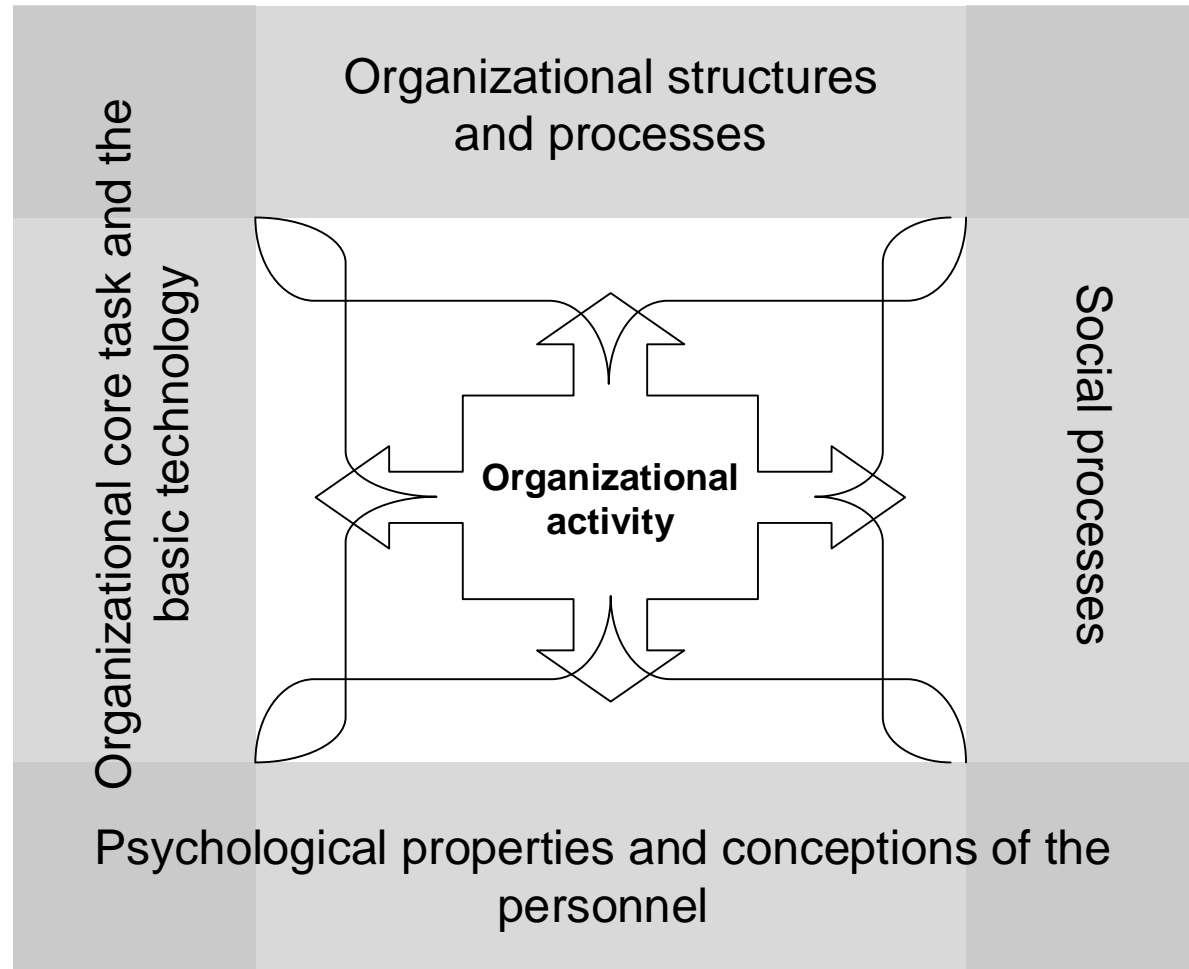 Organizational structures
and processes
Organizational core task and the
basic technology
Organizational
activity
Social processes
Psychological properties and conceptions of the
personnel